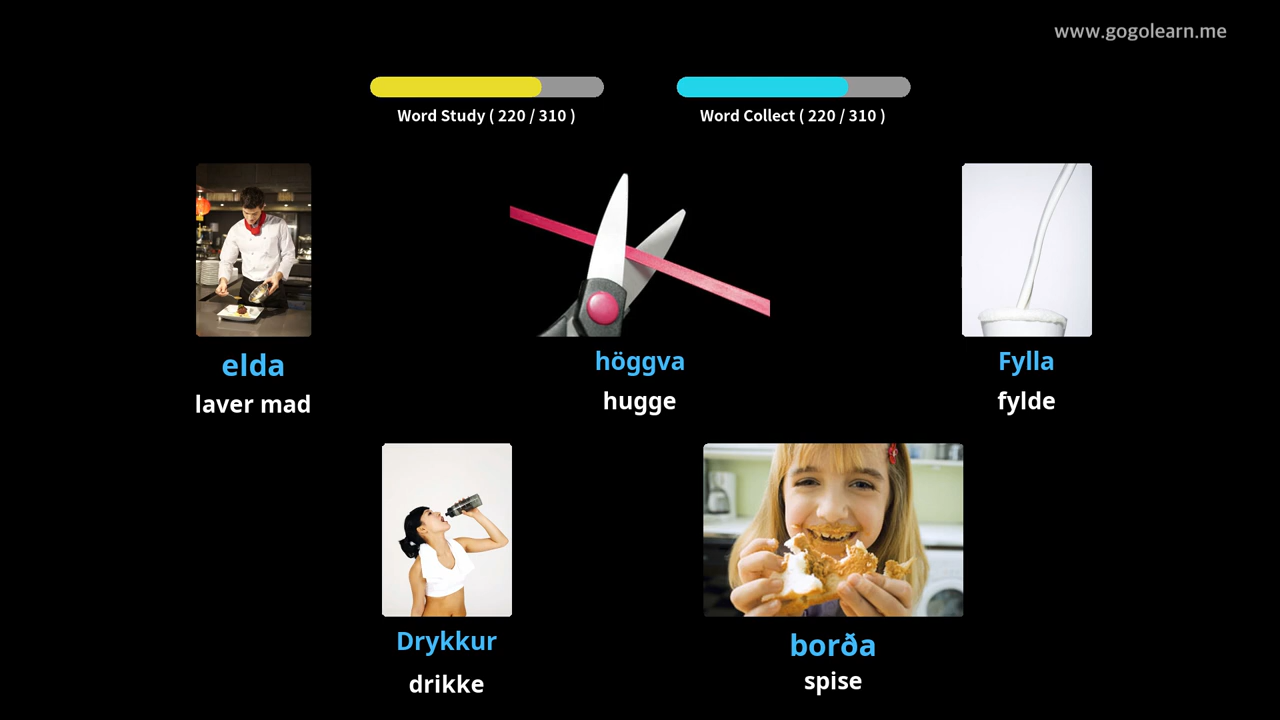 www.gogolearn.me
Word Study ( 220 / 310 )
Word Collect ( 220 / 310 )
elda
laver mad
höggva
hugge
Fylla
fylde
Drykkur
drikke
borða
spise